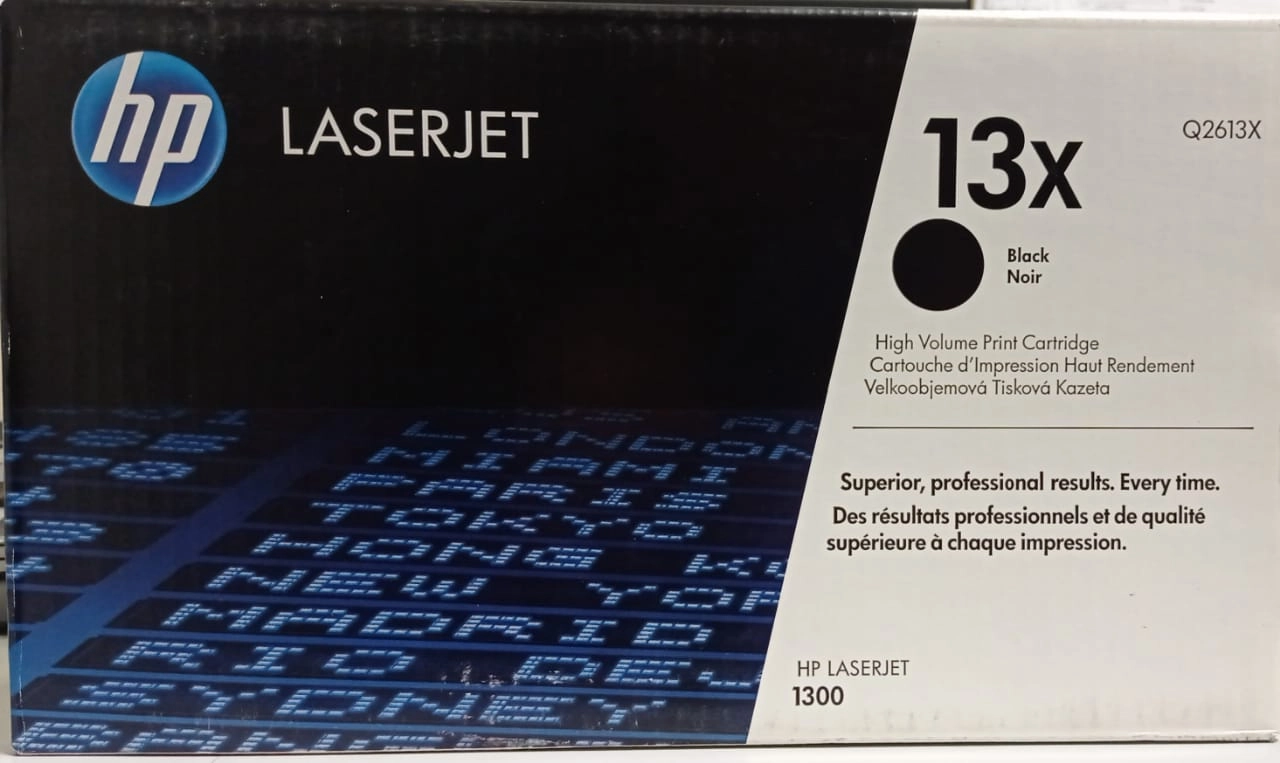 hp LASERJET
13x
Q2613X
Black
Noir
High Volume Print Cartridge
Cartouche d'Impression Haut Rendement
Velkoobjemová Tisková Kazeta
Superior, professional results. Every time.
Des résultats professionnels et de qualité
supérieure à chaque impression.
HP LASERJET
1300
LONDON
MIAMI
PARIS
TOKYO
HONG
NEW YOR
MADRID
RIO DE
SYDNEY